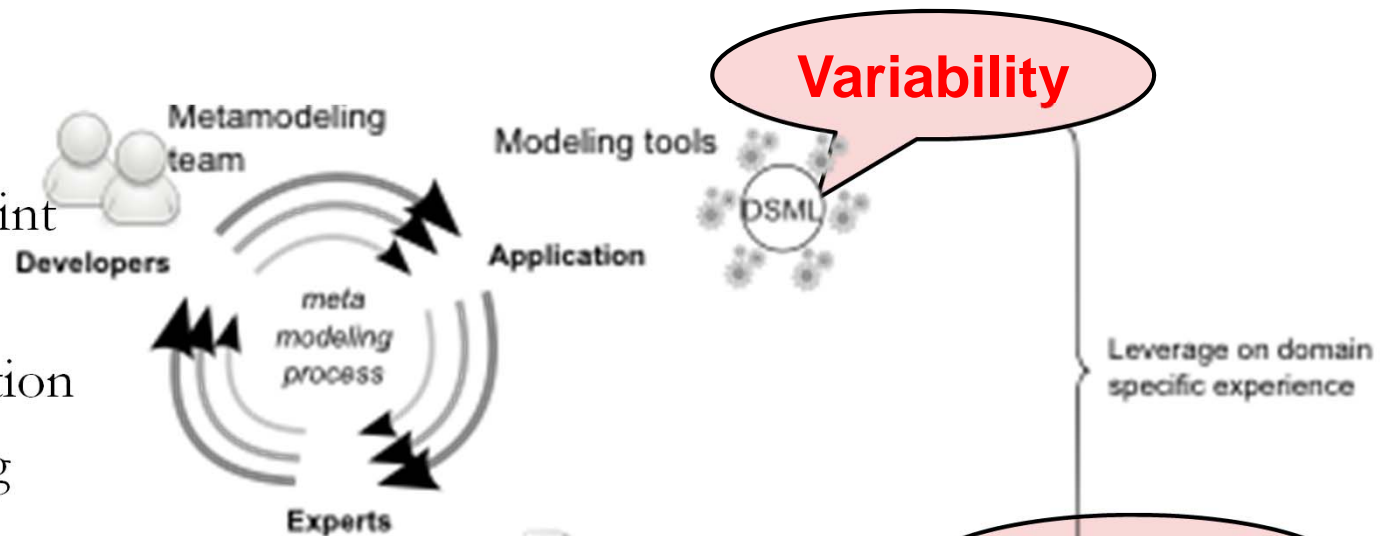 Variability
Metamodeling
team
Modeling tools
int
DSML
Developers
Application
meta
modeling
process
Leverage on domain
specific experience
tion
g
Experts